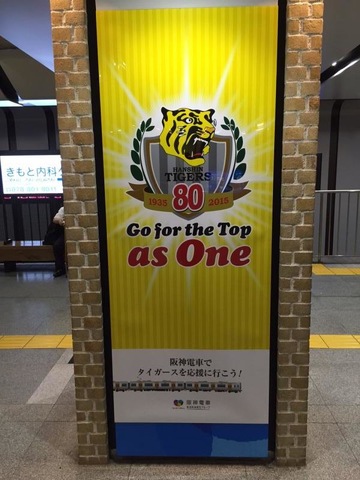 きもと内科ク
HANSHIN
TIGERS
1935 80 2015
Go for the Top
as One
阪神電車で
タイガースを応援に行こう!
阪神電車